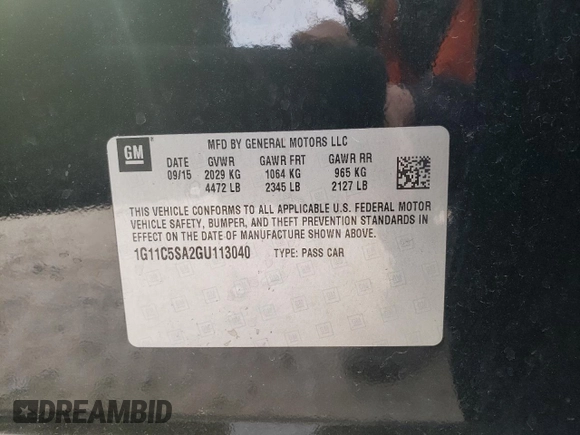 GM
MFD BY GENERAL MOTORS LLC
DATE GVWR GAWR FRT GAWR RR
09/15 2029 KG 1064 KG 965 KG
4472 LB 2345 LB 2127 LB
THIS VEHICLE CONFORMS TO ALL APPLICABLE U.S. FEDERAL MOTOR
VEHICLE SAFETY, BUMPER, AND THEFT PREVENTION STANDARDS IN
EFFECT ON THE DATE OF MANUFACTURE SHOWN ABOVE.
1G11C5SA2GU113040 TYPE: PASS CAR
DREAMBID